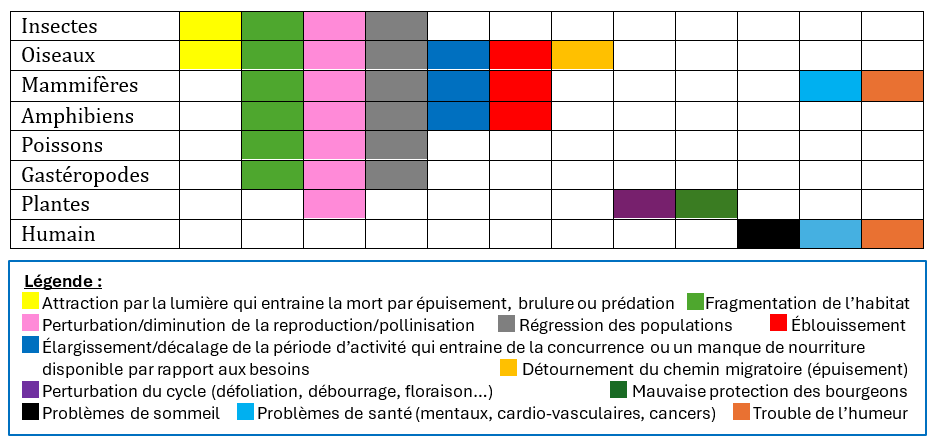 Insectes
Oiseaux
Mammifères
Amphibiens
Poissons
Gastéropodes
Plantes
Humain
Légende :
Attraction par la lumière qui entraine la mort par épuisement, brulure ou prédation Fragmentation de l’habitat
Perturbation/diminution de la reproduction/pollinisation Régression des populations Éblouissement
Élargissement/décalage de la période d’activité qui entraine de la concurrence ou un manque de nourriture
disponible par rapport aux besoins Détournement du chemin migratoire (épuisement)
Perturbation du cycle (défoliation, débourrage, floraison…) Mauvaise protection des bourgeons
Problèmes de sommeil Problèmes de santé (mentaux, cardio-vasculaires, cancers) Trouble de l’humeur